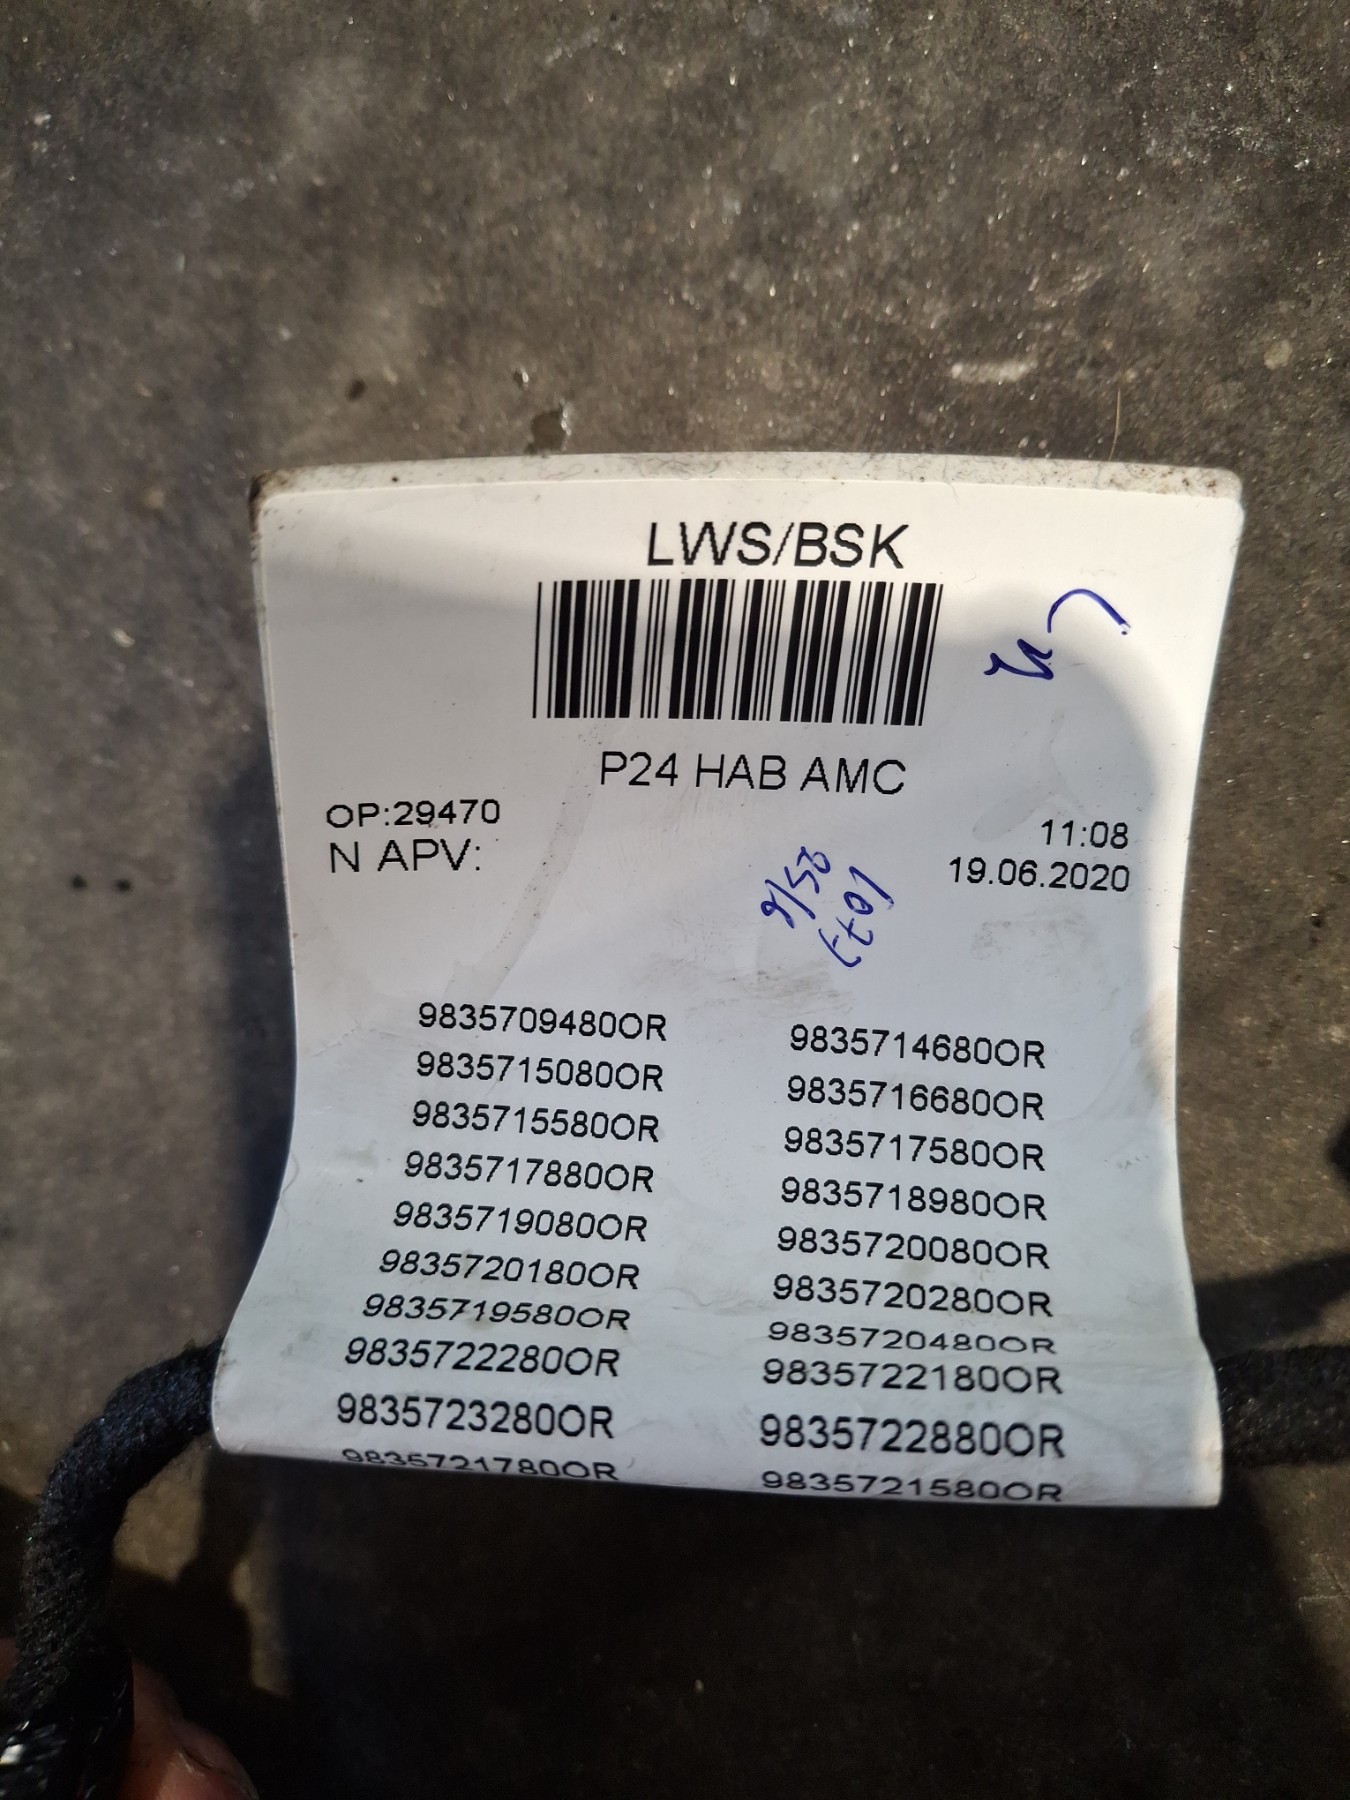 LWS/BSK
P24 HAB AMC
OP:29470
11:08
N APV:
19.06.2020
9835709480OR 9835714680OR
9835715080OR 9835716680OR
9835715580OR 9835717580OR
9835717880OR 9835718980OR
9835719080OR 9835720080OR
9835720180OR 9835720280OR
9835719580OR 9835720480OR
9835722280OR 9835722180OR
9835723280OR 9835722880OR
9835721780OR 9835721580OR